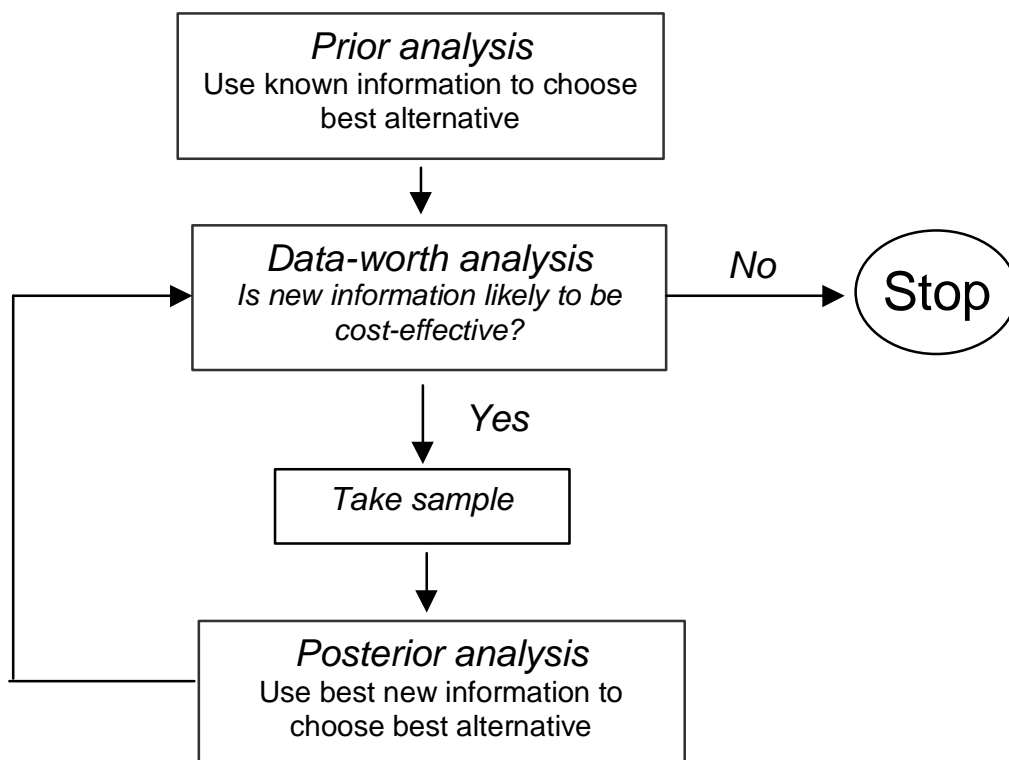 Prior analysis
Use known information to choose
best alternative
Data-worth analysis
Is new information likely to be
cost-effective?
No
Stop
Yes
Take sample
Posterior analysis
Use best new information to
choose best alternative